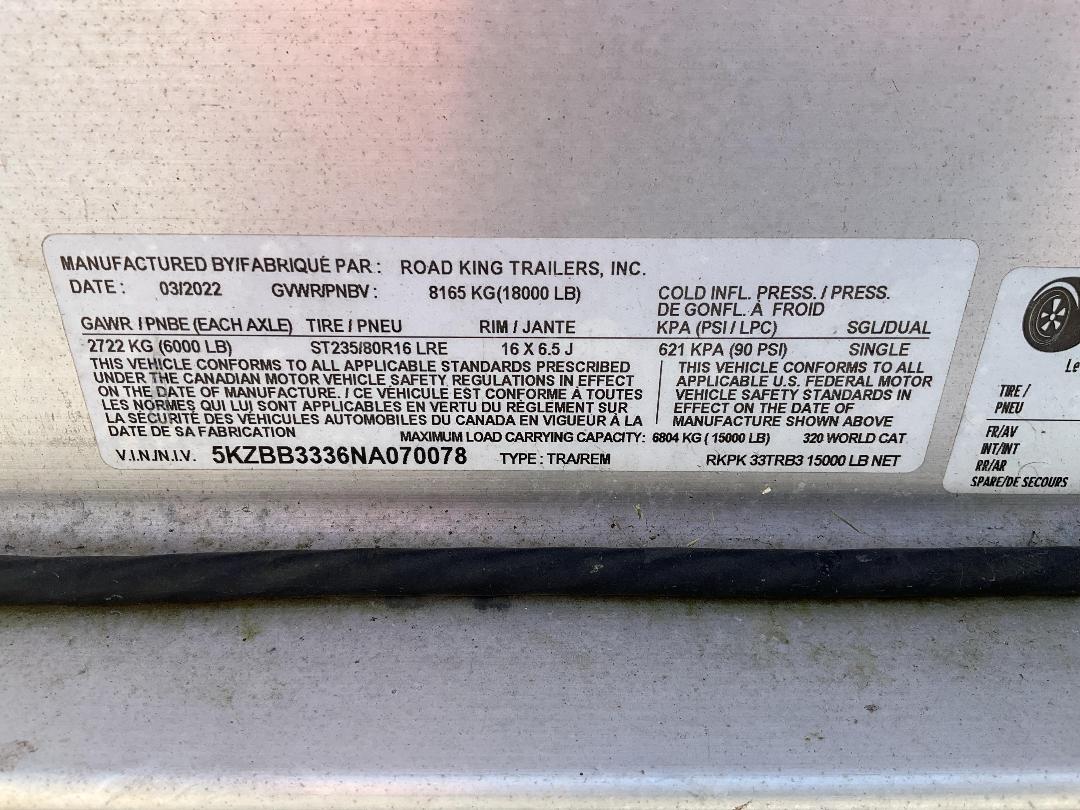 MANUFACTURED BY/FABRIQUÉ PAR : ROAD KING TRAILERS, INC.
DATE : 03/2022 GVWR/PNBV : 8165 KG(18000 LB)
COLD INFL. PRESS. / PRESS.
DE GONFL. À FROID
GAWR / PNBE (EACH AXLE) TIRE / PNEU RIM / JANTE KPA (PSI / LPC) SGL/DUAL
2722 KG (6000 LB) ST235/80R16 LRE 16 X 6.5 J 621 KPA (90 PSI) SINGLE
THIS VEHICLE CONFORMS TO ALL APPLICABLE STANDARDS PRESCRIBED
UNDER THE CANADIAN MOTOR VEHICLE SAFETY REGULATIONS IN EFFECT
ON THE DATE OF MANUFACTURE. / CE VÉHICULE EST CONFORME À TOUTES
LES NORMES QUI LUI SONT APPLICABLES EN VERTU DU RÈGLEMENT SUR
LA SÉCURITÉ DES VÉHICULES AUTOMOBILES DU CANADA EN VIGUEUR À LA
DATE DE SA FABRICATION
THIS VEHICLE CONFORMS TO ALL
APPLICABLE U.S. FEDERAL MOTOR
VEHICLE SAFETY STANDARDS IN
EFFECT ON THE DATE OF
MANUFACTURE SHOWN ABOVE
MAXIMUM LOAD CARRYING CAPACITY: 6804 KG ( 15000 LB) 320 WORLD CAT
V.I.N./N.I.V. 5KZBB3336NA070078 TYPE : TRA/REM RKPK 33TRB3 15000 LB NET
TIRE /
PNEU
FR/AV
INT/INT
RR/AR
SPARE/DE SECOURS